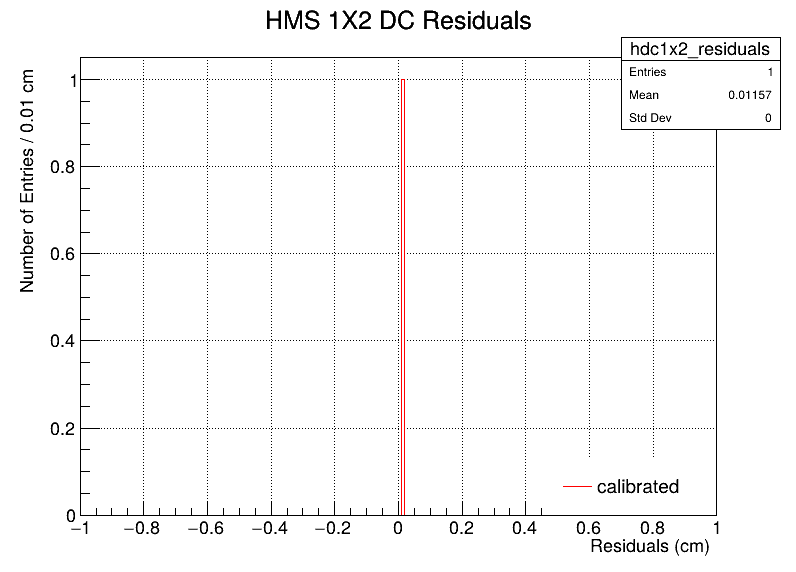 HMS 1X2 DC Residuals
hdc1x2_residuals
Entries 1
Mean 0.01157
Std Dev 0
Number of Entries / 0.01 cm
1
0.8
0.6
0.4
0.2
0
−1 −0.8 −0.6 −0.4 −0.2 0 0.2 0.4 0.6 0.8 1
calibrated
Residuals (cm)